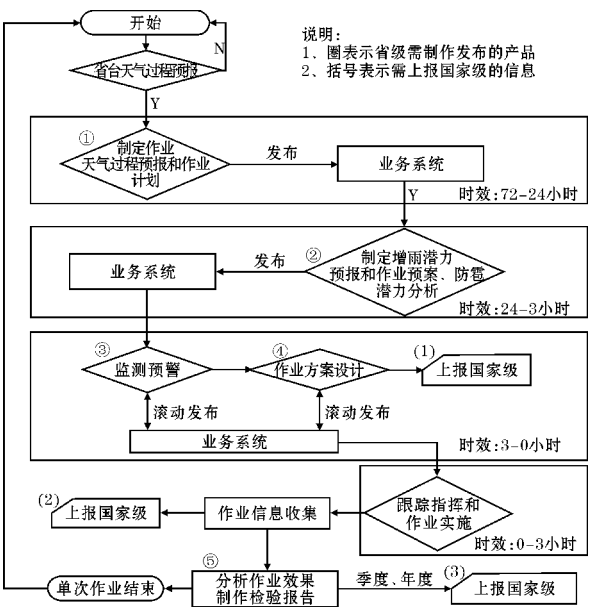 开始
说明:
1、圈表示省级需制作发布的产品
2、括号表示需上报国家级的信息
N
省台天气过程预报
Y
①
制定作业
天气过程预报和作业
计划
发布
业务系统
时效:72-24小时
Y
业务系统
发布
②
制定增雨潜力
预报和作业预案、防雹
潜力分析
时效:24-3小时
③
监测预警
④
作业方案设计
(1)
上报国家级
滚动发布
滚动发布
业务系统
时效:3-0小时
跟踪指挥和
作业实施
时效:0-3小时
(2)
上报国家级
作业信息收集
⑤
分析作业效果
制作检验报告
单次作业结束
季度、年度
(3)
上报国家级